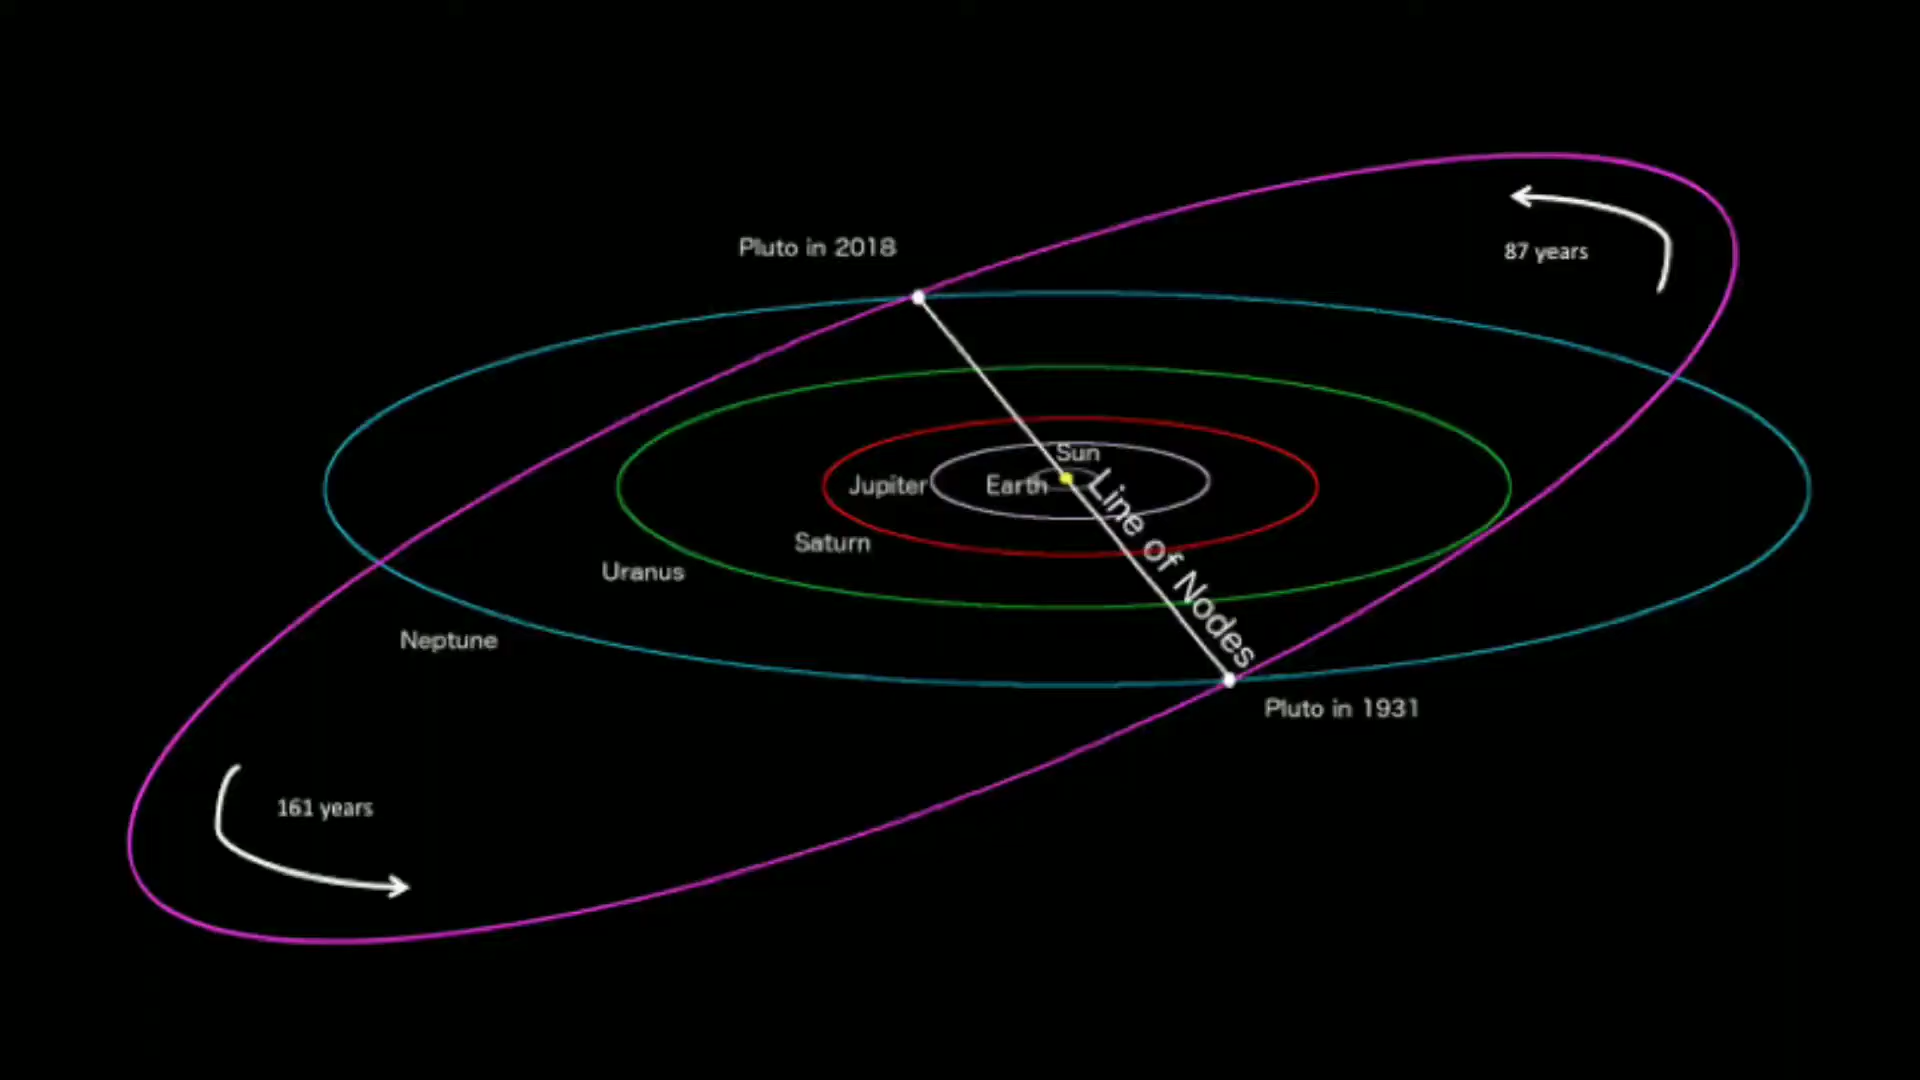 Pluto in 2018
87 years
Sun
Jupiter
Earth
Line of Nodes
Saturn
Uranus
Neptune
Pluto in 1931
161 years